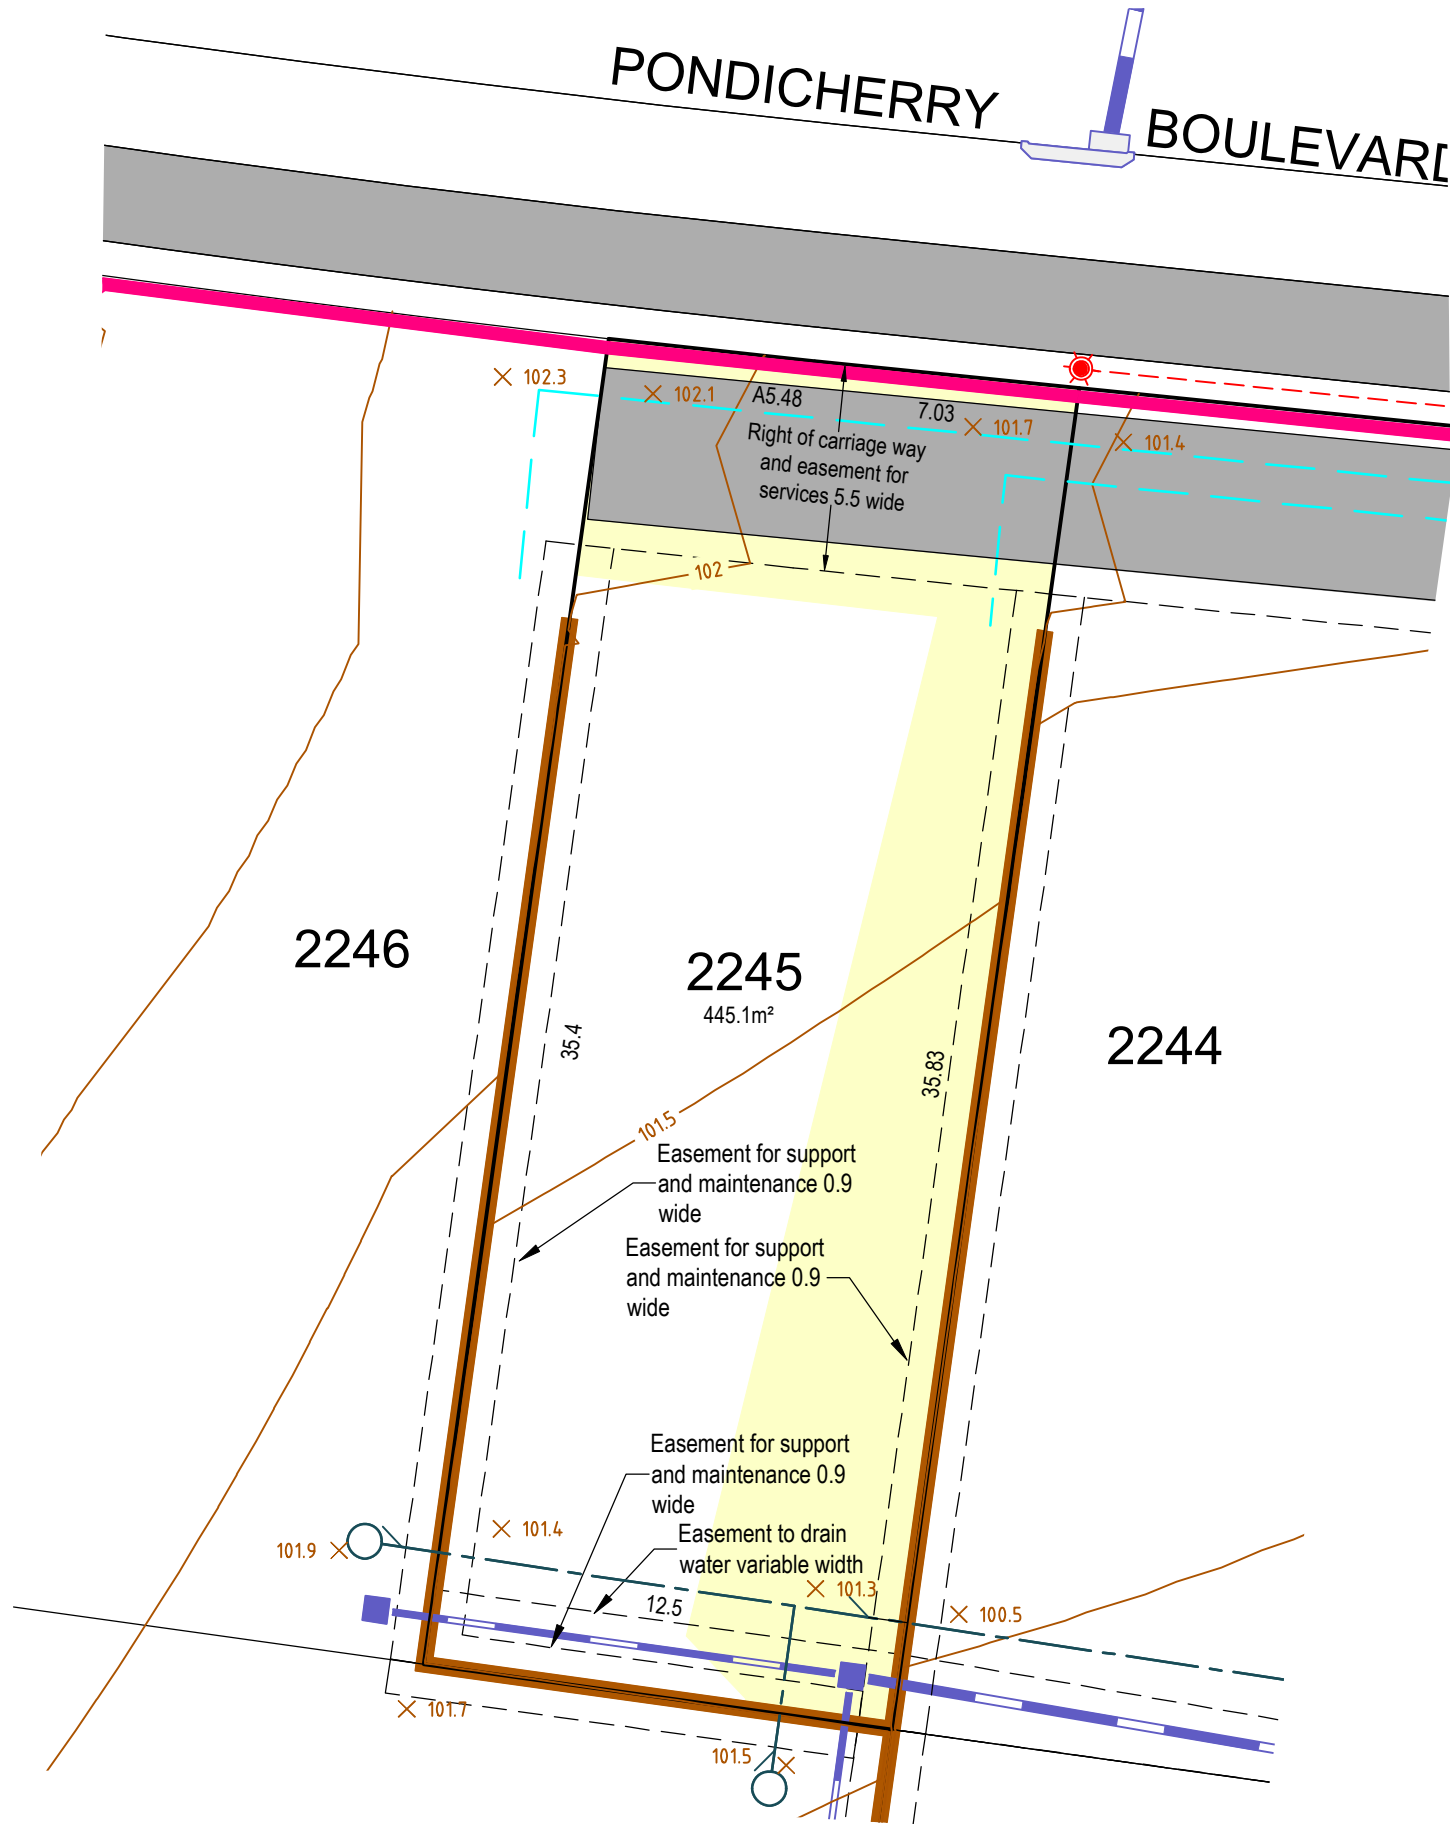 PONDICHERRY
BOULEVARD
102.3
102.1
A5.48
7.03
101.7
101.4
Right of carriage way
and easement for
services 5.5 wide
102
2246
2245
445.1m²
2244
35.4
35.83
101.5
Easement for support
and maintenance 0.9
wide
Easement for support
and maintenance 0.9
wide
Easement for support
and maintenance 0.9
wide
Easement to drain
water variable width
101.9
101.4
101.3
12.5
100.5
101.7
101.5